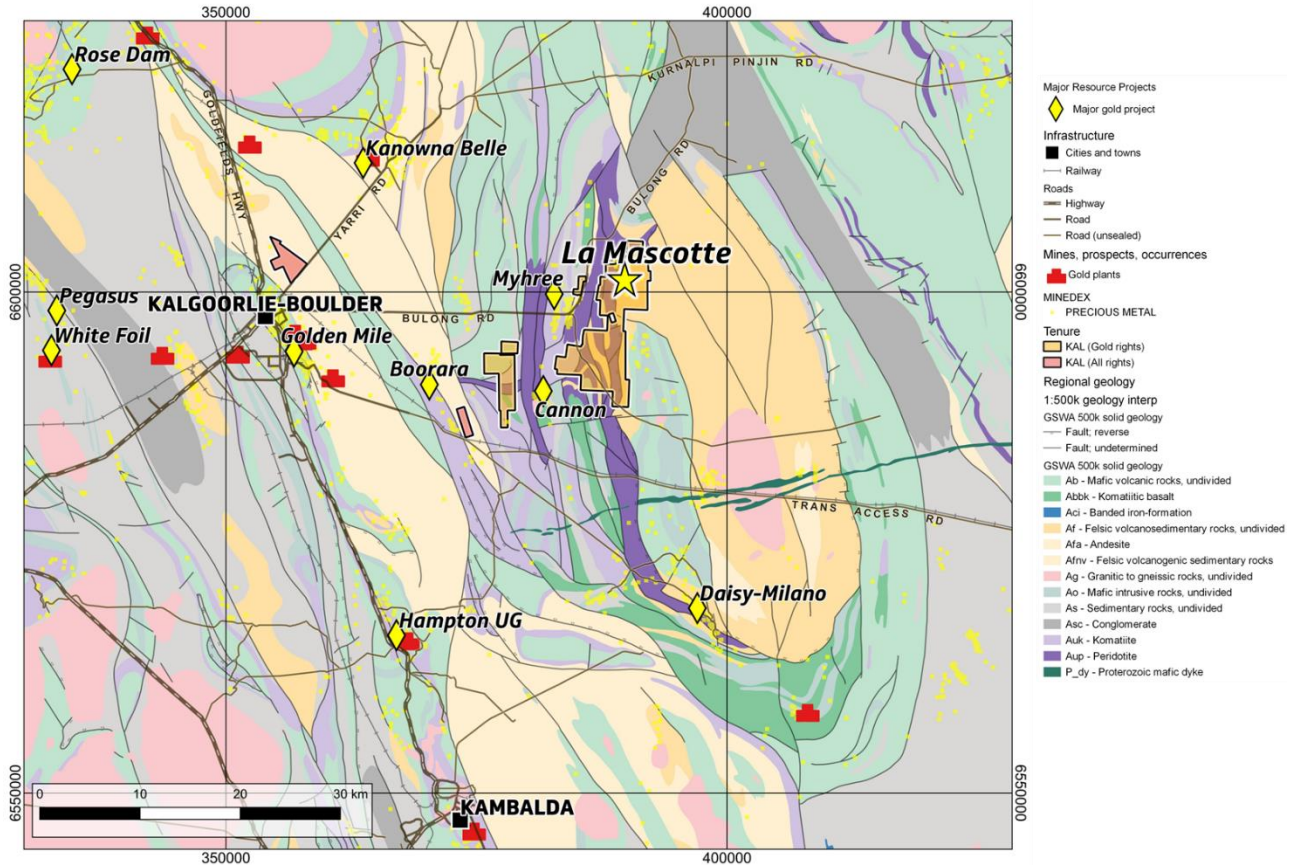 350000
400000
Rose Dam
KURNALPI PINJIN RD
GOLDFIELDS HWY
Kanowna Belle
YARRI RD
BULONG RD
La Mascotte
Myhree
6600000
6600000
Pegasus
KALGOORLIE-BOULDER
BULONG RD
White Foil
Golden Mile
Boorara
Cannon
TRANS ACCESS RD
Daisy-Milano
Hampton UG
6550000
6550000
0 10 20 30 km
KAMBALDA
350000
400000
Major Resource Projects
Major gold project
Infrastructure
Cities and towns
Railway
Roads
Highway
Road
Road (unsealed)
Mines, prospects, occurrences
Gold plants
MINEDEX
PRECIOUS METAL
Tenure
KAL (Gold rights)
KAL (All rights)
Regional geology
1:500k geology interp
GSWA 500k solid geology
Fault; reverse
Fault; undetermined
GSWA 500k solid geology
Ab - Mafic volcanic rocks, undivided
Abbk - Komatiitic basalt
Aci - Banded iron-formation
Af - Felsic volcanosedimentary rocks, undivided
Afa - Andesite
Afnv - Felsic volcanogenic sedimentary rocks
Ag - Granitic to gneissic rocks, undivided
Ao - Mafic intrusive rocks, undivided
As - Sedimentary rocks, undivided
Asc - Conglomerate
Auk - Komatiite
Aup - Peridotite
P_dy - Proterozoic mafic dyke